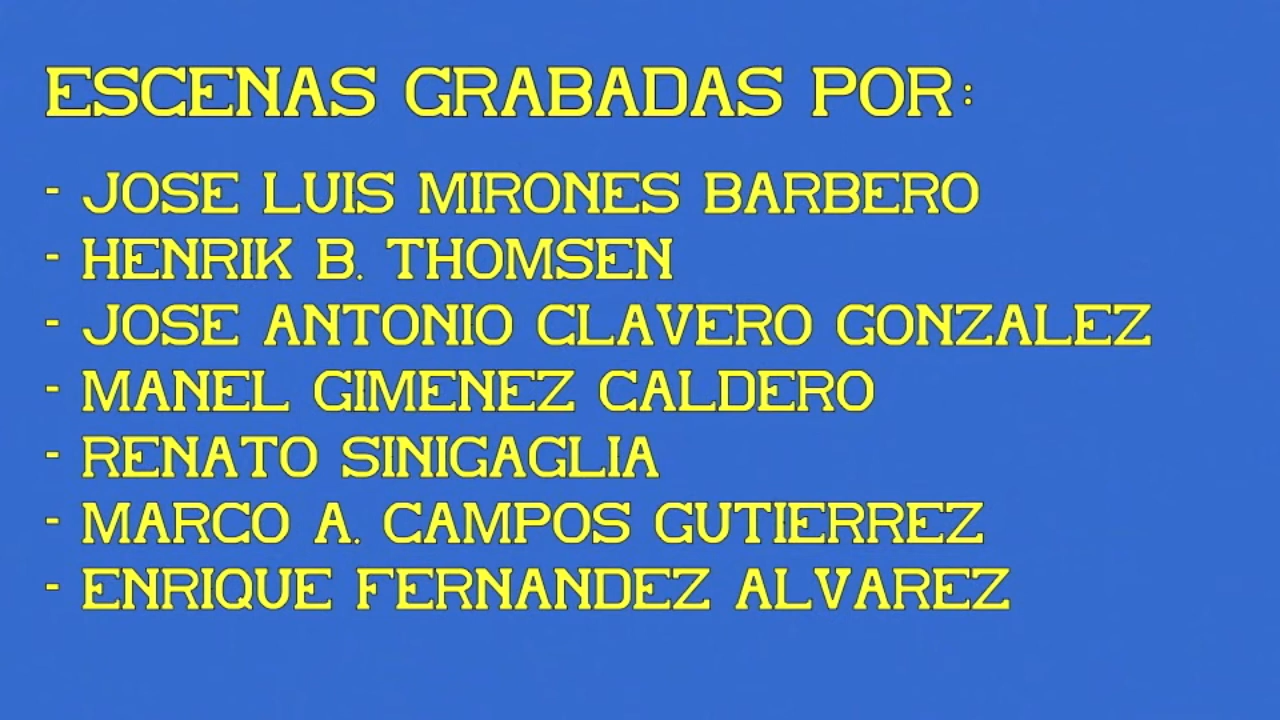 ESCENAS GRABADAS POR:
- JOSE LUIS MIRONES BARBERO
- HENRIK B. THOMSEN
- JOSE ANTONIO CLAVERO GONZALEZ
- MANEL GIMENEZ CALDERO
- RENATO SINIGAGLIA
- MARCO A. CAMPOS GUTIERREZ
- ENRIQUE FERNANDEZ ALVAREZ